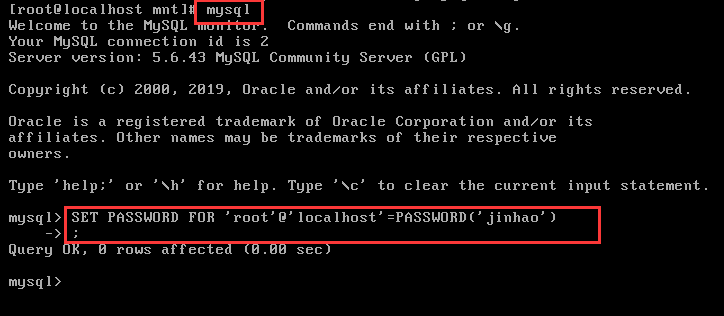 [root@localhost mnt]# mysql
Welcome to the MySQL monitor.  Commands end with ; or \g.
Your MySQL connection id is 2
Server version: 5.6.43 MySQL Community Server (GPL)
Copyright (c) 2000, 2019, Oracle and/or its affiliates. All rights reserved.
Oracle is a registered trademark of Oracle Corporation and/or its
affiliates. Other names may be trademarks of their respective
owners.
Type 'help;' or '\h' for help. Type '\c' to clear the current input statement.
mysql> SET PASSWORD FOR 'root'@'localhost'=PASSWORD('jinhao')
    -> ;
Query OK, 0 rows affected (0.00 sec)
mysql>